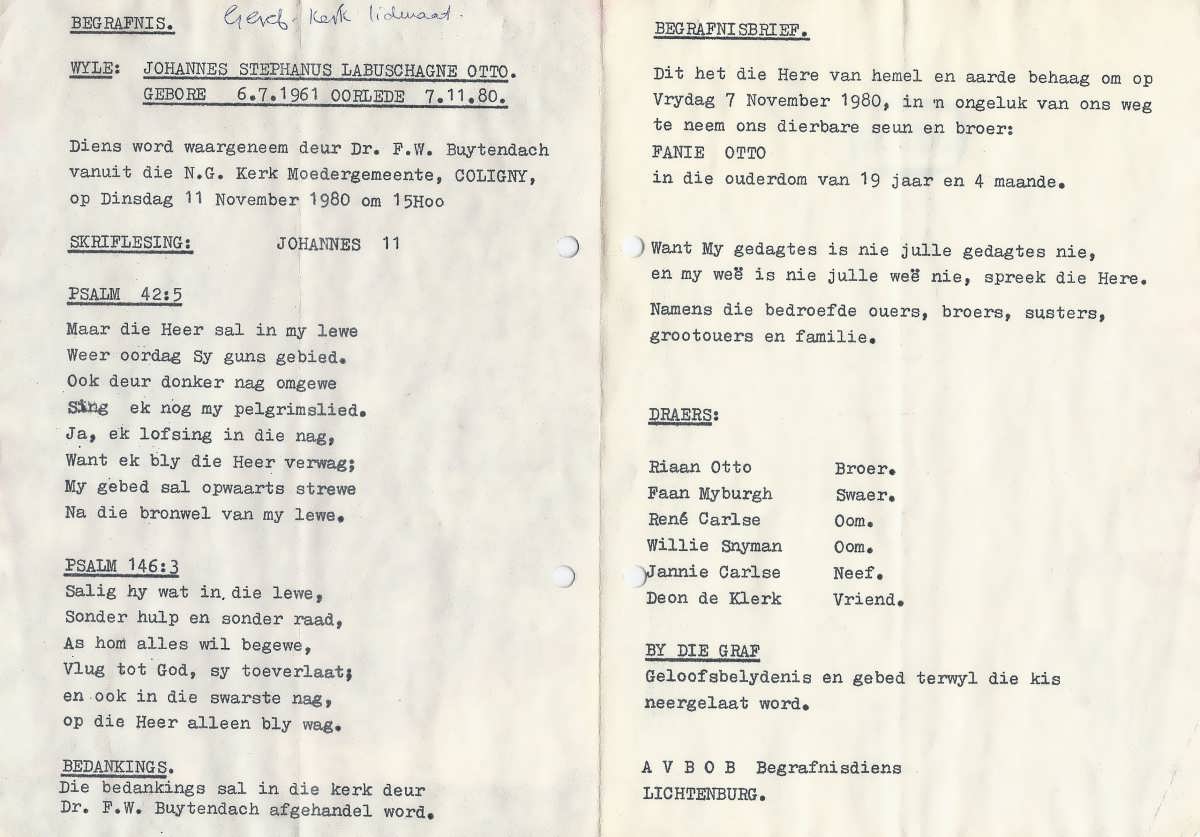 Geref. kerk lidmaat.
BEGRAFNIS.
WYLE: JOHANNES STEPHANUS LABUSCHAGNE OTTO.
GEBORE 6.7.1961 OORLEDE 7.11.80.
Diens word waargeneem deur Dr. F.W. Buytendach
vanuit die N.G. Kerk Moedergemeente, COLIGNY,
op Dinsdag 11 November 1980 om 15Hoo
SKRIFLESING: JOHANNES 11
PSALM 42:5
Maar die Heer sal in my lewe
Weer oordag Sy guns gebied.
Ook deur donker nag omgewe
Sing ek nog my pelgrimslied.
Ja, ek lofsing in die nag,
Want ek bly die Heer verwag;
My gebed sal opwaarts strewe
Na die bronwel van my lewe.
PSALM 146:3
Salig hy wat in die lewe,
Sonder hulp en sonder raad,
As hom alles wil begewe,
Vlug tot God, sy toeverlaat;
en ook in die swarste nag,
op die Heer alleen bly wag.
BEDANKINGS.
Die bedankings sal in die kerk deur
Dr. F.W. Buytendach afgehandel word.
BEGRAFNISBRIEF.
Dit het die Here van hemel en aarde behaag om op
Vrydag 7 November 1980, in 'n ongeluk van ons weg
te neem ons dierbare seun en broer:
FANIE OTTO
in die ouderdom van 19 jaar en 4 maande.
Want My gedagtes is nie julle gedagtes nie,
en my weë is nie julle weë nie, spreek die Here.
Namens die bedroefde ouers, broers, susters,
grootouers en familie.
DRAERS:
Riaan Otto Broer.
Faan Myburgh Swaer.
René Carlse Oom.
Willie Snyman Oom.
Jannie Carlse Neef.
Deon de Klerk Vriend.
BY DIE GRAF
Geloofsbelydenis en gebed terwyl die kis
neergelaat word.
A V B O B Begrafnisdiens
LICHTENBURG.